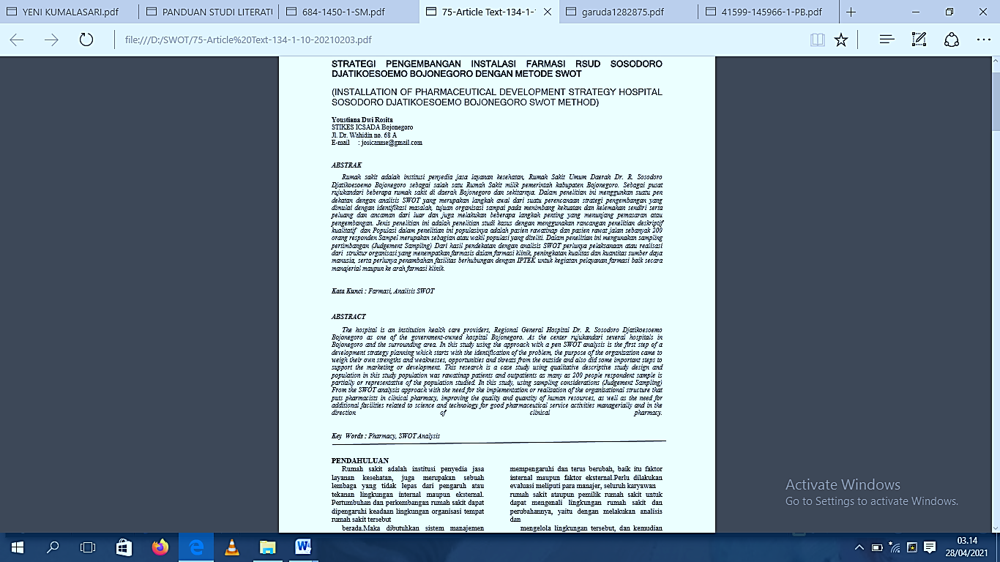 YENI KUMALASARI.pdf
PANDUAN STUDI LITERATU
684-1450-1-SM.pdf
75-Article Text-134-1-
garuda1282875.pdf
41599-145966-1-PB.pdf
file:///D:/SWOT/75-Article%20Text-134-1-10-20210203.pdf
STRATEGI PENGEMBANGAN INSTALASI FARMASI RSUD SOSODORO
DJATIKOESOEMO BOJONEGORO DENGAN METODE SWOT
(INSTALLATION OF PHARMACEUTICAL DEVELOPMENT STRATEGY HOSPITAL
SOSODORO DJATIKOESOEMO BOJONEGORO SWOT METHOD)
Youstiana Dwi Rosita
STIKES ICSADA Bojonegoro
Jl. Dr. Wahidin no. 68 A
E-mail : josicanme@gmail.com
ABSTRAK
Rumah sakit adalah institusi penyedia jasa layanan kesehatan, Rumah Sakit Umum Daerah Dr. R. Sosodoro
Djatikoesoemo Bojonegoro sebagai salah satu Rumah Sakit milik pemerintah kabupaten Bojonegoro. Sebagai pusat
rujukandari beberapa rumah sakit di daerah Bojonegoro dan sekitarnya. Dalam penelitian ini menggunkan suatu pen
dekatan dengan analisis SWOT yang merupakan langkah awal dari suatu perencanaan strategi pengembangan yang
dimulai dengan identifikasi masalah, tujuan organisasi sampai pada menimbang kekuatan dan kelemahan sendiri serta
peluang dan ancaman dari luar dan juga melakukan beberapa langkah penting yang menunjang pemasaran atau
pengembangan. Jenis penelitian ini adalah penelitian studi kasus dengan menggunakan rancangan penelitian deskriptif
kualitatif dan Populasi dalam penelitian ini populasinya adalah pasien rawatinap dan pasien rawat jalan sebanyak 200
orang responden Sampel merupakan sebagian atau wakil populasi yang diteliti. Dalam penelitian ini mengunakan sampling
pertimbangan (Judgement Sampling) Dari hasil pendekatan dengan analisis SWOT perlunya pelaksanaan atau realisasi
dari struktur organisasi yang menempatkan farmasis dalam farmasi klinik, peningkatan kualitas dan kuantitas sumber daya
manusia, serta perlunya penambahan fasilitas berhubungan dengan IPTEK untuk kegiatan pelayanan farmasi baik secara
manajerial maupun ke arah farmasi klinik.
Kata Kunci : Farmasi, Analisis SWOT
ABSTRACT
The hospital is an institution health care providers, Regional General Hospital Dr. R. Sosodoro Djatikoesoemo
Bojonegoro as one of the government-owned hospital Bojonegoro. As the center rujukandari several hospitals in
Bojonegoro and the surrounding area. In this study using the approach with a pen SWOT analysis is the first step of a
development strategy planning which starts with the identification of the problem, the purpose of the organization came to
weigh their own strengths and weaknesses, opportunities and threats from the outside and also did some important steps to
support the marketing or development. This research is a case study using qualitative descriptive study design and
population in this study population was rawatinap patients and outpatients as many as 200 people respondent sample is
partially or representative of the population studied. In this study, using sampling considerations (Judgement Sampling)
From the SWOT analysis approach with the need for the implementation or realization of the organizational structure that
puts pharmacists in clinical pharmacy, improving the quality and quantity of human resources, as well as the need for
additional facilities related to science and technology for good pharmaceutical service activities managerially and in the
direction of clinical pharmacy.
Key Words : Pharmacy, SWOT Analysis
PENDAHULUAN
Rumah sakit adalah institusi penyedia jasa
layanan kesehatan, juga merupakan sebuah
lembaga yang tidak lepas dari pengaruh atau
tekanan lingkungan internal maupun eksternal.
Pertumbuhan dan perkembangan rumah sakit dapat
dipengaruhi keadaan lingkungan organisasi tempat
rumah sakit tersebut
berada.Maka dibutuhkan sistem manajemen
mempengaruhi dan terus berubah, baik itu faktor
internal maupun faktor eksternal.Perlu dilakukan
evaluasi meliputi para manajer, seluruh karyawan
rumah sakit ataupun pemilik rumah sakit untuk
dapat mengenali lingkungan rumah sakit dan
perubahannya, yaitu dengan melakukan analisis
dan
mengelola lingkungan tersebut, dan kemudian
Activate Windows
Go to Settings to activate Windows.
03.14
28/04/2021